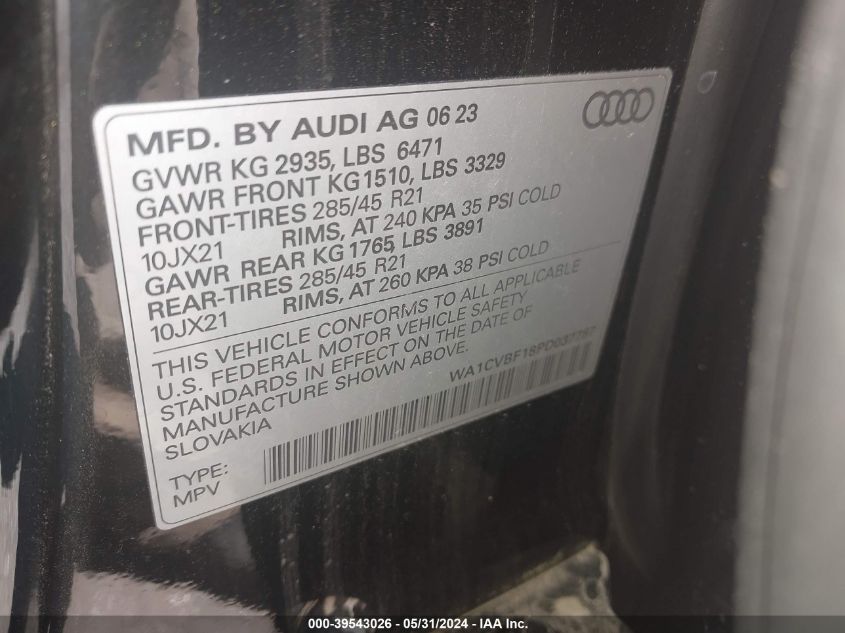 MFD. BY AUDI AG 06 23
GVWR KG 2935, LBS 6471
GAWR FRONT KG1510, LBS 3329
FRONT-TIRES 285/45 R21
10JX21 RIMS, AT 240 KPA 35 PSI COLD
GAWR REAR KG 1765, LBS 3891
REAR-TIRES 285/45 R21
10JX21 RIMS, AT 260 KPA 38 PSI COLD
THIS VEHICLE CONFORMS TO ALL APPLICABLE
U.S. FEDERAL MOTOR VEHICLE SAFETY
STANDARDS IN EFFECT ON THE DATE OF
MANUFACTURE SHOWN ABOVE.
SLOVAKIA
WA1CVBF18PD037787
TYPE:
MPV
000-39543026 - 05/31/2024 - IAA Inc.